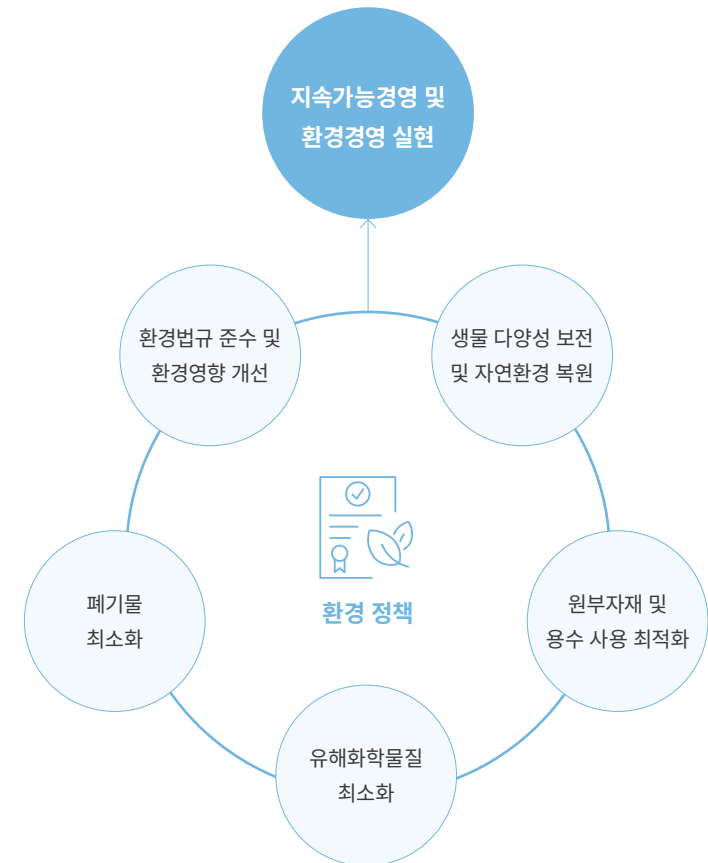 지속가능경영 및
환경경영 실현
환경법규 준수 및
환경영향 개선
생물 다양성 보전
및 자연환경 복원
환경 정책
폐기물
최소화
원부자재 및
용수 사용 최적화
유해화학물질
최소화